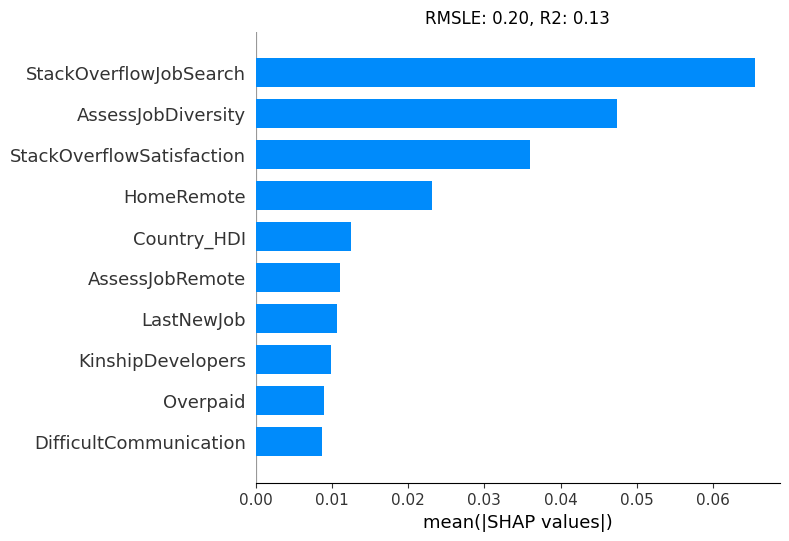 RMSLE: 0.20, R2: 0.13
StackOverflowJobSearch
AssessJobDiversity
StackOverflowSatisfaction
HomeRemote
Country_HDI
AssessJobRemote
LastNewJob
KinshipDevelopers
Overpaid
DifficultCommunication
0.00 0.01 0.02 0.03 0.04 0.05 0.06
mean(|SHAP values|)